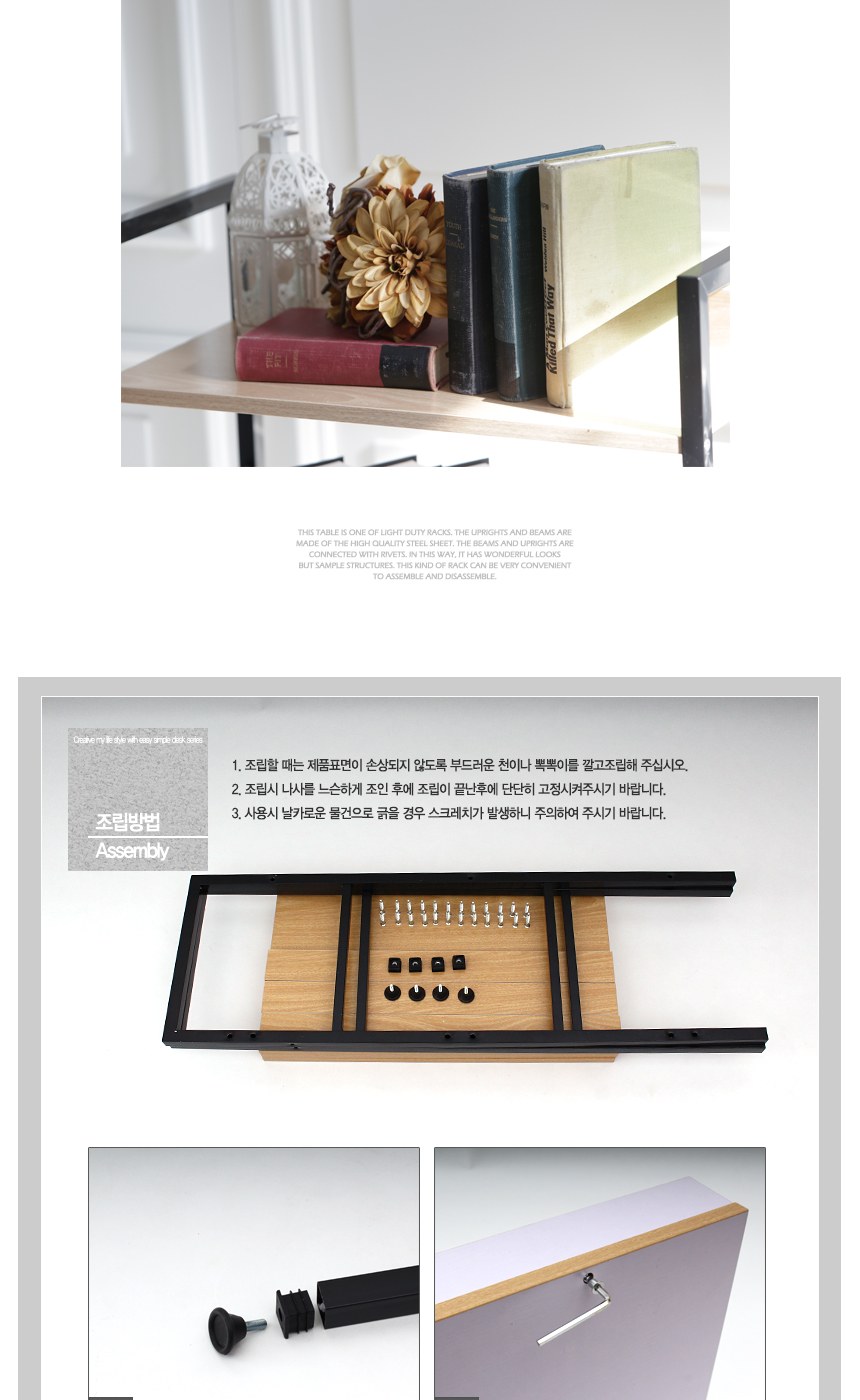 Killed That Way
THIS TABLE IS ONE OF LIGHT DUTY RACKS. THE UPRIGHTS AND BEAMS ARE
MADE OF THE HIGH QUALITY STEEL SHEET. THE BEAMS AND UPRIGHTS ARE
CONNECTED WITH RIVETS. IN THIS WAY, IT HAS WONDERFUL LOOKS
BUT SAMPLE STRUCTURES. THIS KIND OF RACK CAN BE VERY CONVENIENT
TO ASSEMBLE AND DISASSEMBLE.
Creative my life style with easy simple desk series
조립방법
Assembly
1. 조립할 때는 제품표면이 손상되지 않도록 부드러운 천이나 뽁뽁이를 깔고조립해 주십시오.
2. 조립시 나사를 느슨하게 조인 후에 조립이 끝난후에 단단히 고정시켜주시기 바랍니다.
3. 사용시 날카로운 물건으로 긁을 경우 스크레치가 발생하니 주의하여 주시기 바랍니다.